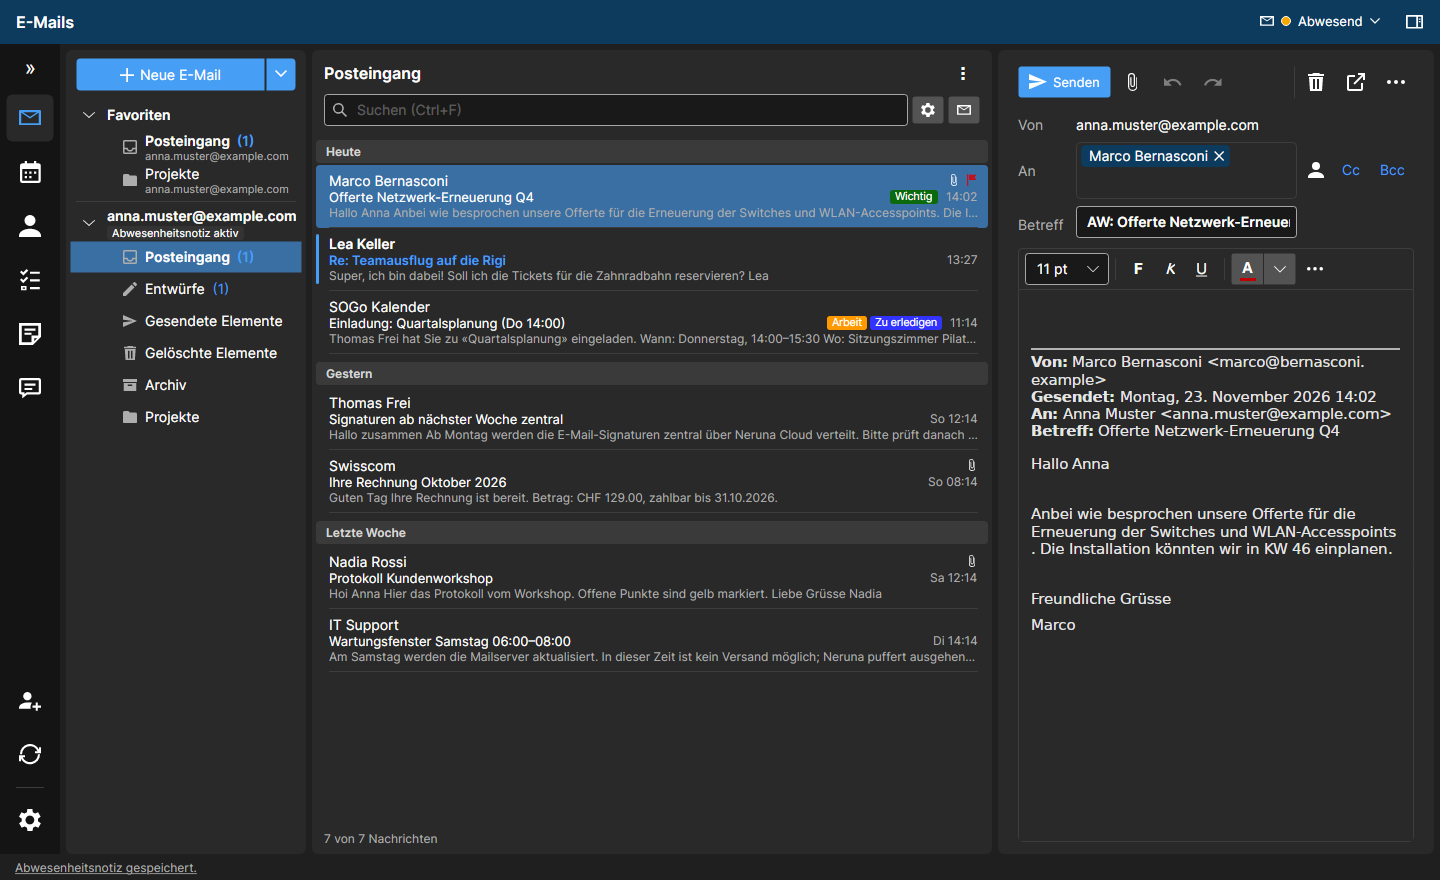 E-Mails
Abwesend
Neue E-Mail
Favoriten
Posteingang (1)
anna.muster@example.com
Projekte
anna.muster@example.com
anna.muster@example.com
Abwesenheitsnotiz aktiv
Posteingang (1)
Entwürfe (1)
Gesendete Elemente
Gelöschte Elemente
Archiv
Projekte
Posteingang
Suchen (Ctrl+F)
Heute
Marco Bernasconi
Offerte Netzwerk-Erneuerung Q4 Wichtig 14:02
Hallo Anna Anbei wie besprochen unsere Offerte für die Erneuerung der Switches und WLAN-Accesspoints. Die I...
Lea Keller
Re: Teamausflug auf die Rigi 13:27
Super, ich bin dabei! Soll ich die Tickets für die Zahnradbahn reservieren? Lea
SOGo Kalender
Einladung: Quartalsplanung (Do 14:00) Arbeit Zu erledigen 11:14
Thomas Frei hat Sie zu «Quartalsplanung» eingeladen. Wann: Donnerstag, 14:00–15:30 Wo: Sitzungszimmer Pilat...
Gestern
Thomas Frei
Signaturen ab nächster Woche zentral So 12:14
Hallo zusammen Ab Montag werden die E-Mail-Signaturen zentral über Neruna Cloud verteilt. Bitte prüft danach ...
Swisscom
Ihre Rechnung Oktober 2026 So 08:14
Guten Tag Ihre Rechnung ist bereit. Betrag: CHF 129.00, zahlbar bis 31.10.2026.
Letzte Woche
Nadia Rossi
Protokoll Kundenworkshop Sa 12:14
Hoi Anna Hier das Protokoll vom Workshop. Offene Punkte sind gelb markiert. Liebe Grüsse Nadia
IT Support
Wartungsfenster Samstag 06:00–08:00 Di 14:14
Am Samstag werden die Mailserver aktualisiert. In dieser Zeit ist kein Versand möglich; Neruna puffert ausgehen...
7 von 7 Nachrichten
Senden
Von anna.muster@example.com
An Marco Bernasconi Cc Bcc
Betreff AW: Offerte Netzwerk-Erneuer
11 pt F K U A
Von: Marco Bernasconi <marco@bernasconi.
example>
Gesendet: Montag, 23. November 2026 14:02
An: Anna Muster <anna.muster@example.com>
Betreff: Offerte Netzwerk-Erneuerung Q4
Hallo Anna
Anbei wie besprochen unsere Offerte für die
Erneuerung der Switches und WLAN-Accesspoints
. Die Installation könnten wir in KW 46 einplanen.
Freundliche Grüsse
Marco
Abwesenheitsnotiz gespeichert.